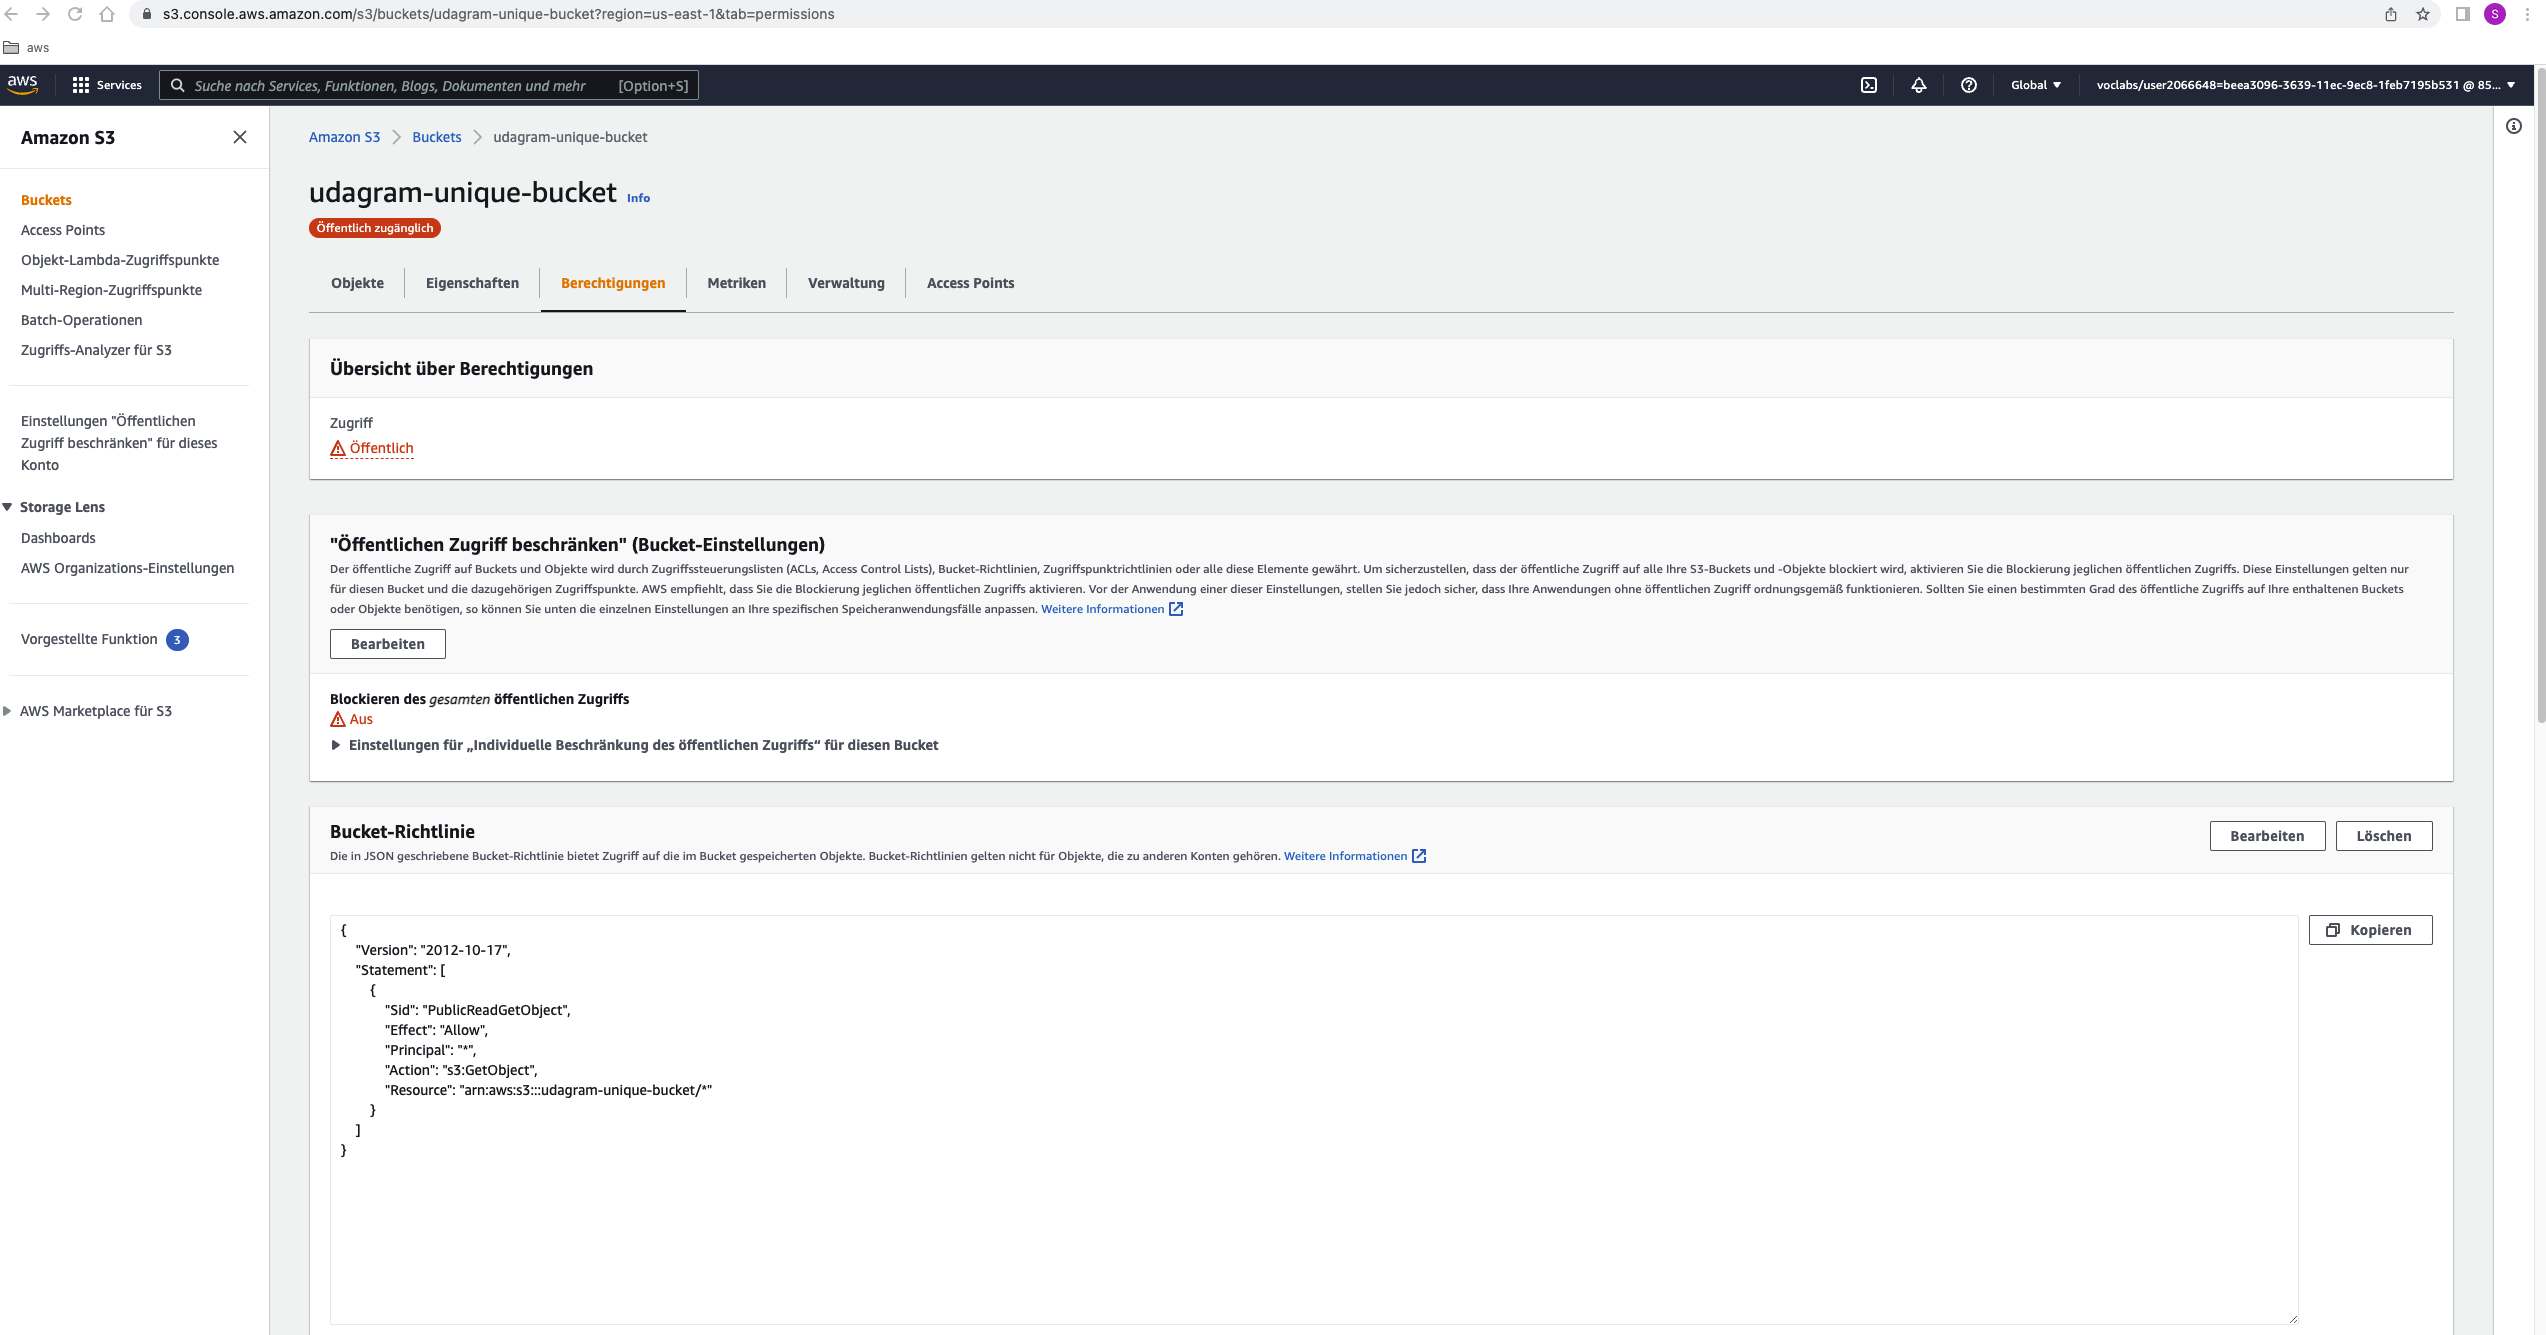 s3.console.aws.amazon.com/s3/buckets/udagram-unique-bucket?region=us-east-1&tab=permissions
S
aws
aws
Services
Suche nach Services, Funktionen, Blogs, Dokumenten und mehr
[Option+S]
Global
voclabs/user2066648=beea3096-3639-11ec-9ec8-1feb7195b531 @ 85...
Amazon S3
Buckets
Access Points
Objekt-Lambda-Zugriffspunkte
Multi-Region-Zugriffspunkte
Batch-Operationen
Zugriffs-Analyzer für S3
Einstellungen "Öffentlichen
Zugriff beschränken" für dieses
Konto
Storage Lens
Dashboards
AWS Organizations-Einstellungen
Vorgestellte Funktion 3
AWS Marketplace für S3
Amazon S3 > Buckets > udagram-unique-bucket
udagram-unique-bucket Info
Öffentlich zugänglich
Objekte
Eigenschaften
Berechtigungen
Metriken
Verwaltung
Access Points
Übersicht über Berechtigungen
Zugriff
Öffentlich
"Öffentlichen Zugriff beschränken" (Bucket-Einstellungen)
Der öffentliche Zugriff auf Buckets und Objekte wird durch Zugriffssteuerungslisten (ACLs, Access Control Lists), Bucket-Richtlinien, Zugriffspunktrichtlinien oder alle diese Elemente gewährt. Um sicherzustellen, dass der öffentliche Zugriff auf alle Ihre S3-Buckets und -Objekte blockiert wird, aktivieren Sie die Blockierung jeglichen öffentlichen Zugriffs. Diese Einstellungen gelten nur
für diesen Bucket und die dazugehörigen Zugriffspunkte. AWS empfiehlt, dass Sie die Blockierung jeglichen öffentlichen Zugriffs aktivieren. Vor der Anwendung einer dieser Einstellungen, stellen Sie jedoch sicher, dass Ihre Anwendungen ohne öffentlichen Zugriff ordnungsgemäß funktionieren. Sollten Sie einen bestimmten Grad des öffentliche Zugriffs auf Ihre enthaltenen Buckets
oder Objekte benötigen, so können Sie unten die einzelnen Einstellungen an Ihre spezifischen Speicheranwendungsfälle anpassen. Weitere Informationen
Bearbeiten
Blockieren des gesamten öffentlichen Zugriffs
Aus
Einstellungen für „Individuelle Beschränkung des öffentlichen Zugriffs“ für diesen Bucket
Bucket-Richtlinie
Die in JSON geschriebene Bucket-Richtlinie bietet Zugriff auf die im Bucket gespeicherten Objekte. Bucket-Richtlinien gelten nicht für Objekte, die zu anderen Konten gehören. Weitere Informationen
Bearbeiten
Löschen
Kopieren
{
"Version": "2012-10-17",
"Statement": [
{
"Sid": "PublicReadGetObject",
"Effect": "Allow",
"Principal": "*",
"Action": "s3:GetObject",
"Resource": "arn:aws:s3:::udagram-unique-bucket/*"
}
]
}